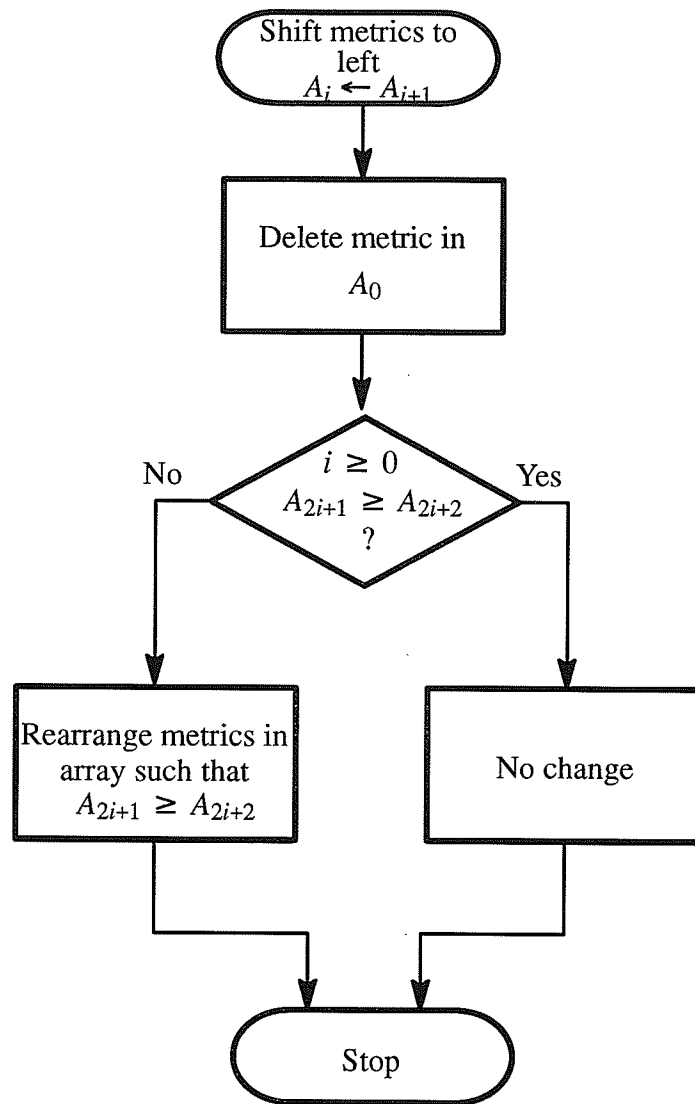 Shift metrics to
left
A_i ← A_{i+1}
Delete metric in
A_0
i ≥ 0
No
Yes
A_{2i+1} ≥ A_{2i+2}
?
Rearrange metrics in
array such that
A_{2i+1} ≥ A_{2i+2}
No change
Stop